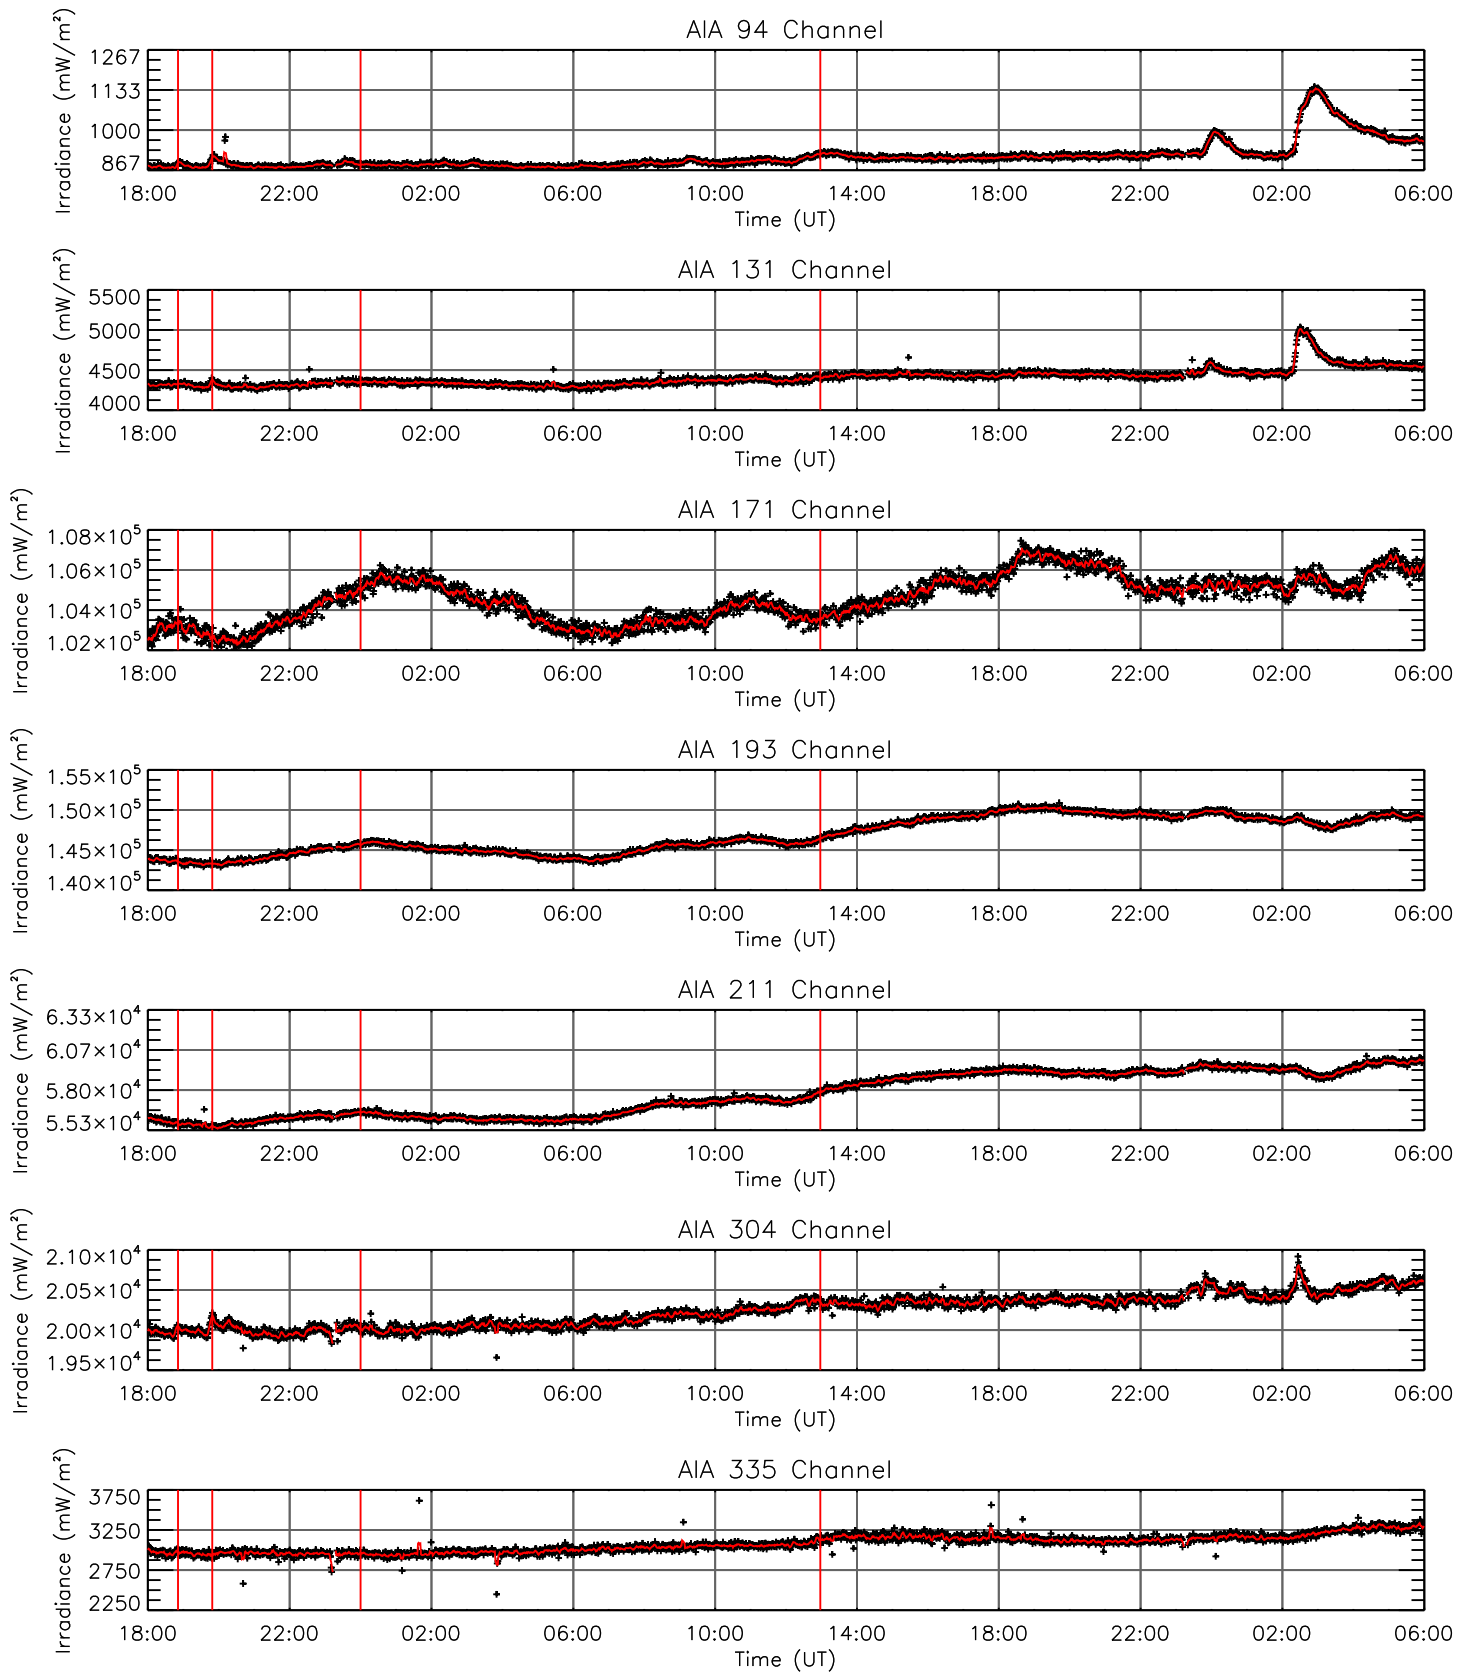 AIA 94 Channel
Irradiance (mW/m²)
1267
1133
1000
867
18:00 22:00 02:00 06:00 10:00 14:00 18:00 22:00 02:00 06:00
Time (UT)
AIA 131 Channel
Irradiance (mW/m²)
5500
5000
4500
4000
18:00 22:00 02:00 06:00 10:00 14:00 18:00 22:00 02:00 06:00
Time (UT)
AIA 171 Channel
Irradiance (mW/m²)
1.08×10⁵
1.06×10⁵
1.04×10⁵
1.02×10⁵
18:00 22:00 02:00 06:00 10:00 14:00 18:00 22:00 02:00 06:00
Time (UT)
AIA 193 Channel
Irradiance (mW/m²)
1.55×10⁵
1.50×10⁵
1.45×10⁵
1.40×10⁵
18:00 22:00 02:00 06:00 10:00 14:00 18:00 22:00 02:00 06:00
Time (UT)
AIA 211 Channel
Irradiance (mW/m²)
6.33×10⁴
6.07×10⁴
5.80×10⁴
5.53×10⁴
18:00 22:00 02:00 06:00 10:00 14:00 18:00 22:00 02:00 06:00
Time (UT)
AIA 304 Channel
Irradiance (mW/m²)
2.10×10⁴
2.05×10⁴
2.00×10⁴
1.95×10⁴
18:00 22:00 02:00 06:00 10:00 14:00 18:00 22:00 02:00 06:00
Time (UT)
AIA 335 Channel
Irradiance (mW/m²)
3750
3250
2750
2250
18:00 22:00 02:00 06:00 10:00 14:00 18:00 22:00 02:00 06:00
Time (UT)